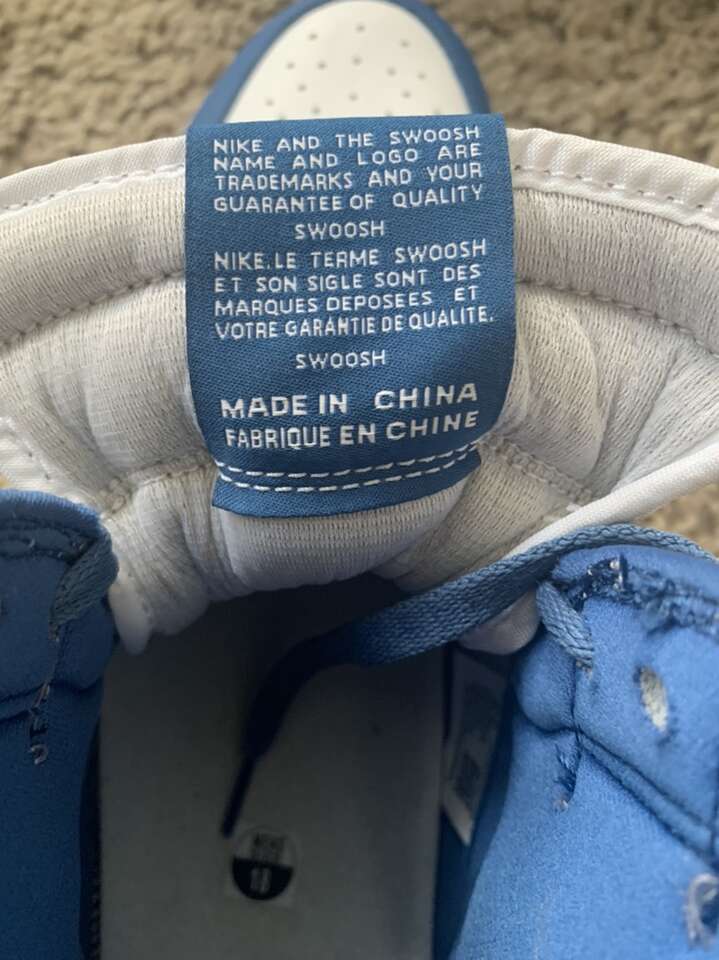 NIKE AND THE SWOOSH
NAME AND LOGO ARE
TRADEMARKS AND YOUR
GUARANTEE OF QUALITY
SWOOSH
NIKE.LE TERME SWOOSH
ET SON SIGLE SONT DES
MARQUES DEPOSEES ET
VOTRE GARANTIE DE QUALITE.
SWOOSH
MADE IN CHINA
FABRIQUE EN CHINE